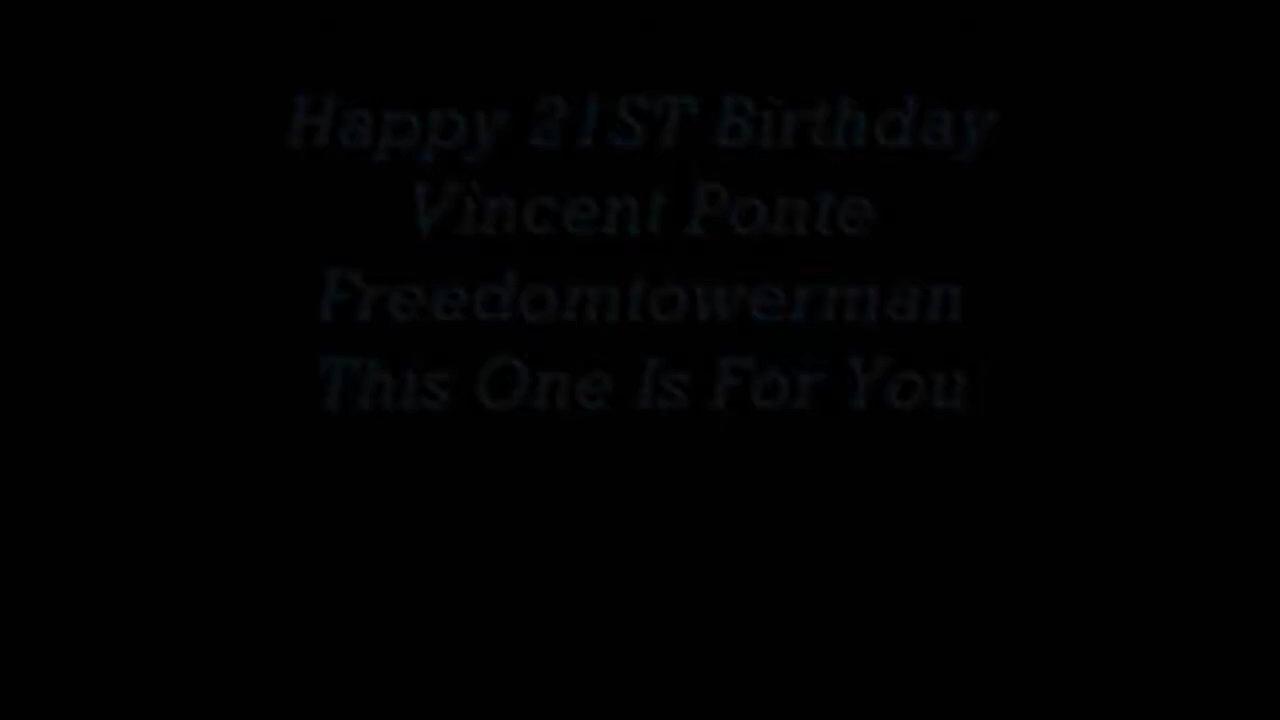 Happy 21ST Birthday
Vincent Ponte
Freedomtowerman
This One Is For You